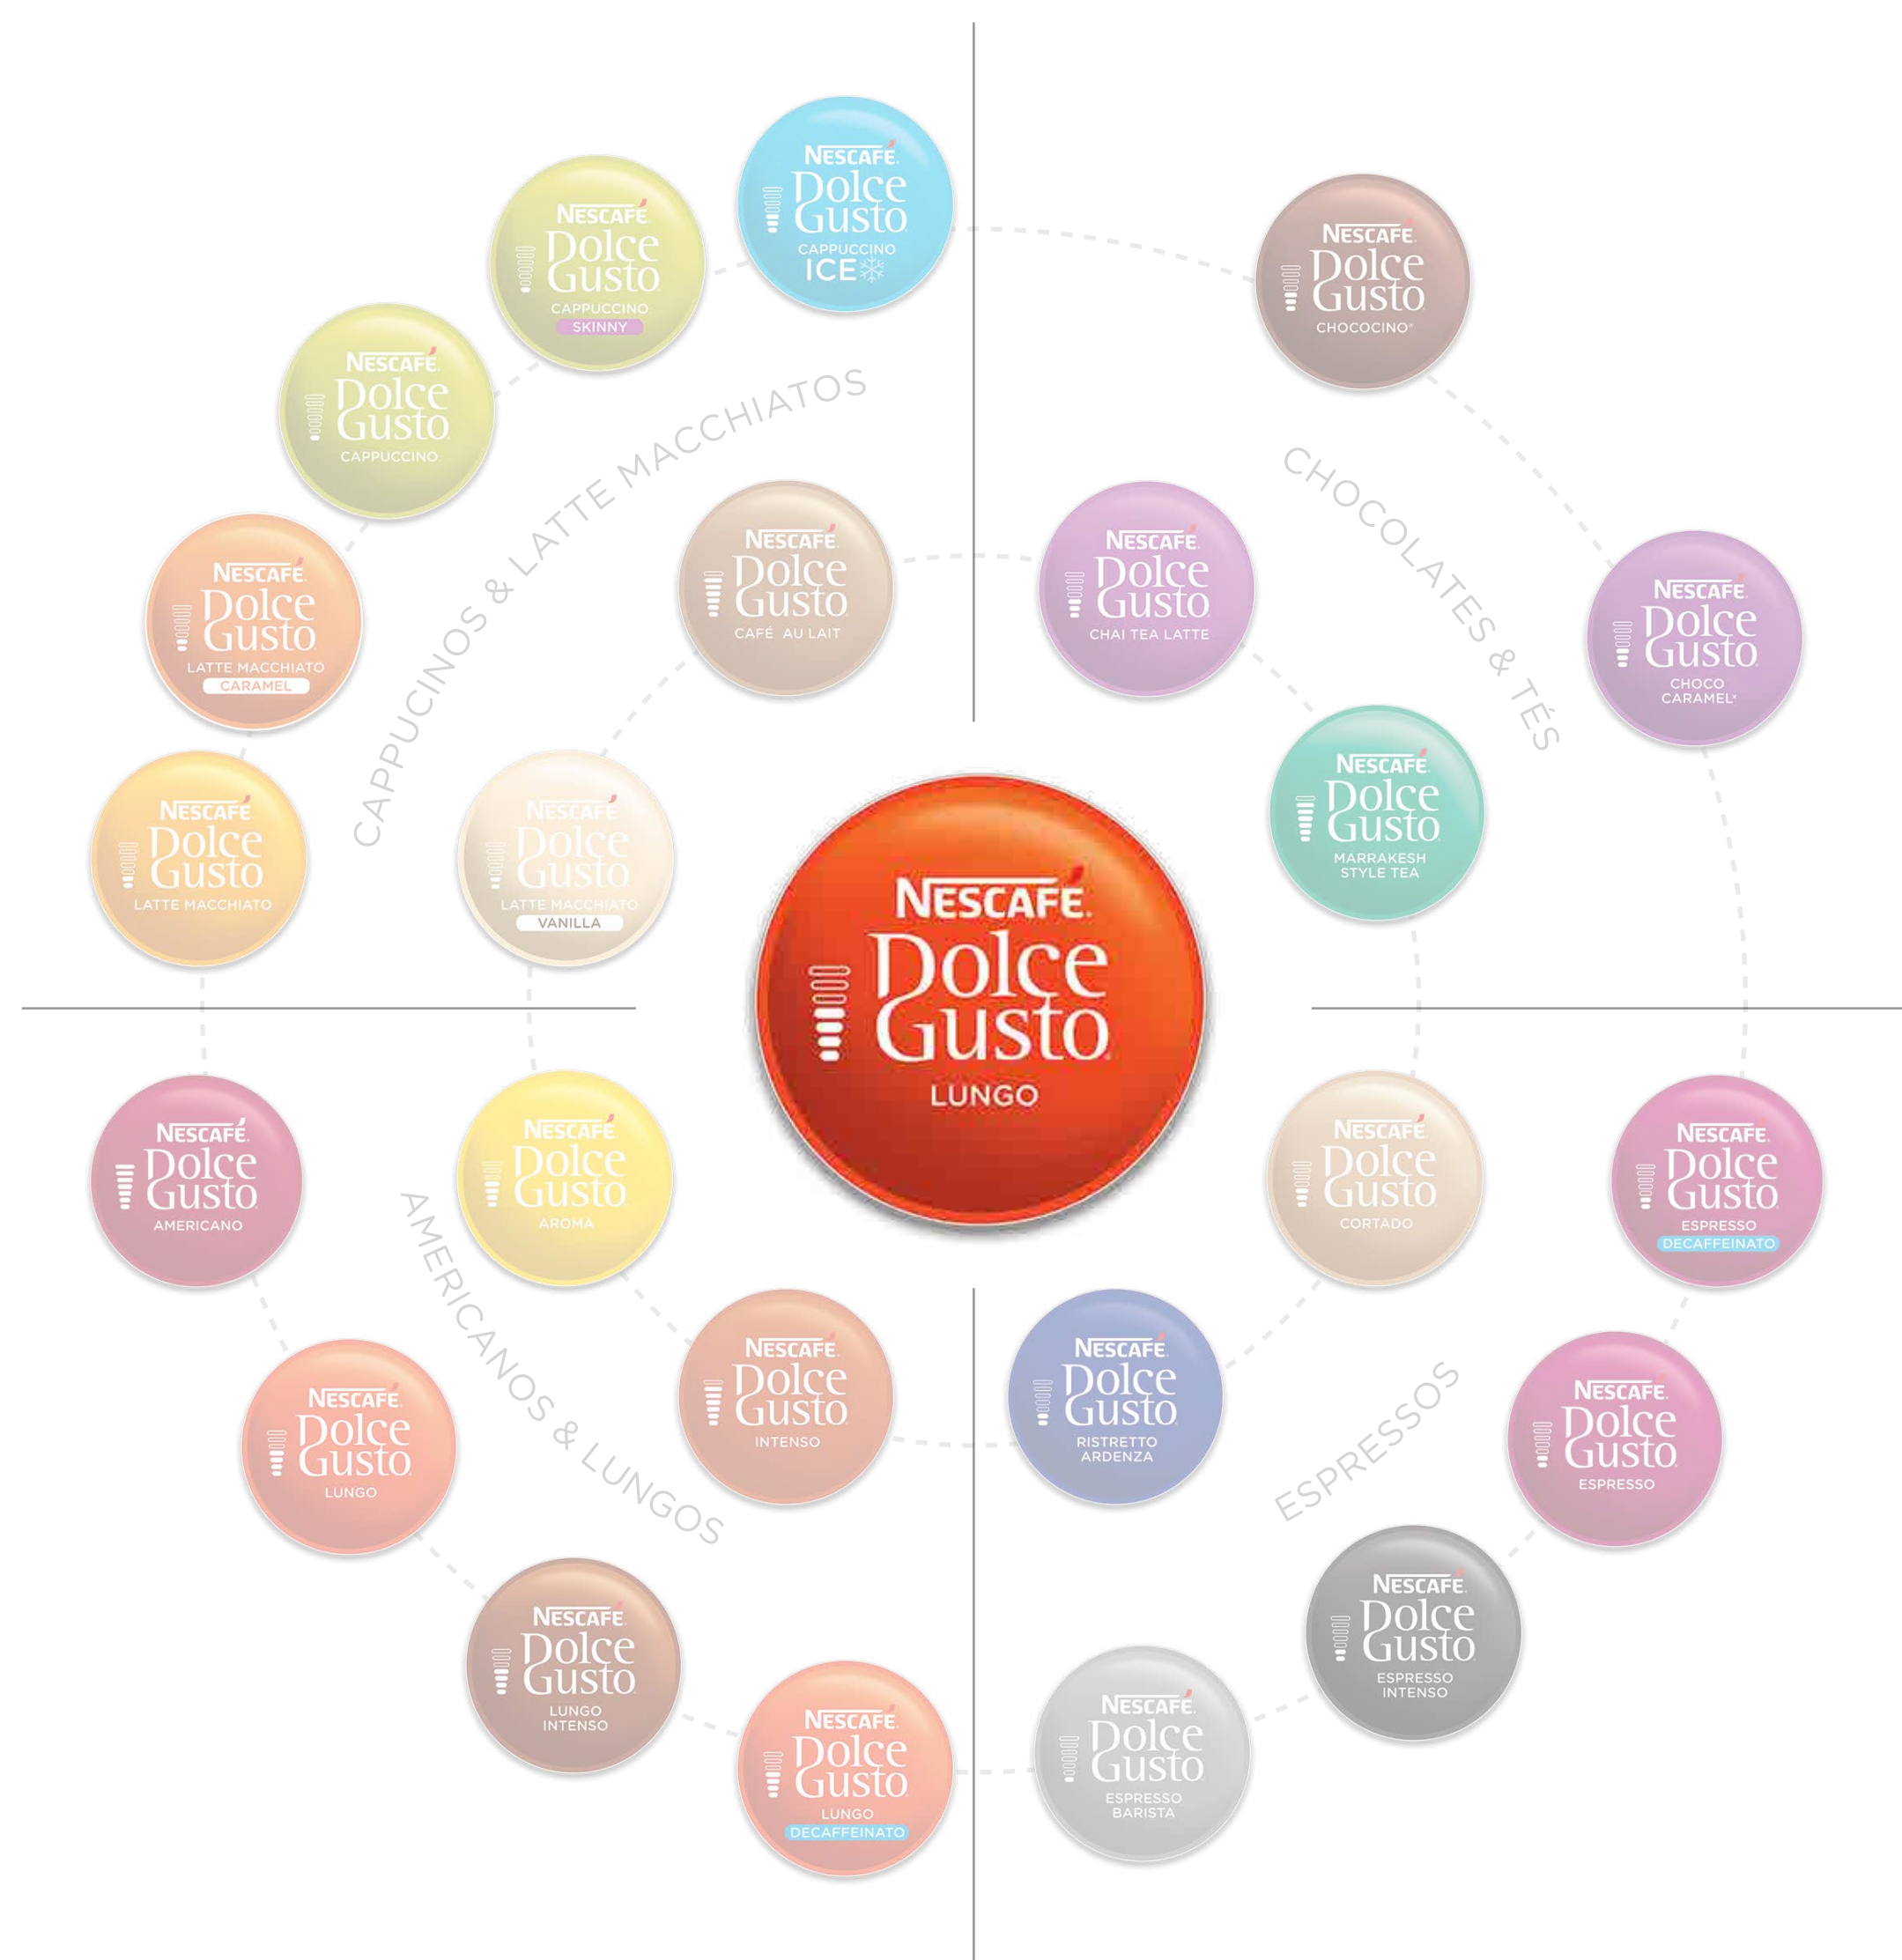 NESCAFÉ
Dolce
Gusto
CAPPUCCINO
ICE
NESCAFÉ
Dolce
Gusto
CAPPUCCINO
SKINNY
NESCAFÉ
Dolce
Gusto
CAPPUCCINO
NESCAFÉ
Dolce
Gusto
LATTE MACCHIATO
CARAMEL
NESCAFÉ
Dolce
Gusto
LATTE MACCHIATO
CAPPUCINOS & LATTE MACCHIATOS
NESCAFÉ
Dolce
Gusto
CAFÉ AU LAIT
NESCAFÉ
Dolce
Gusto
LATTE MACCHIATO
VANILLA
NESCAFÉ
Dolce
Gusto
CHOCOCINO®
CHOCOLATES & TÉS
NESCAFÉ
Dolce
Gusto
CHAI TEA LATTE
NESCAFÉ
Dolce
Gusto
CHOCO
CARAMEL
NESCAFÉ
Dolce
Gusto
MARRAKESH
STYLE TEA
NESCAFÉ
Dolce
Gusto
LUNGO
NESCAFÉ
Dolce
Gusto
AMERICANO
NESCAFÉ
Dolce
Gusto
AROMA
AMERICANOS & LUNGOS
NESCAFÉ
Dolce
Gusto
LUNGO
NESCAFÉ
Dolce
Gusto
INTENSO
NESCAFÉ
Dolce
Gusto
LUNGO
INTENSO
NESCAFÉ
Dolce
Gusto
LUNGO
DECAFFEINATO
NESCAFÉ
Dolce
Gusto
CORTADO
NESCAFÉ
Dolce
Gusto
ESPRESSO
DECAFFEINATO
NESCAFÉ
Dolce
Gusto
RISTRETTO
ARDENZA
ESPRESSOS
NESCAFÉ
Dolce
Gusto
ESPRESSO
NESCAFÉ
Dolce
Gusto
ESPRESSO
INTENSO
NESCAFÉ
Dolce
Gusto
ESPRESSO
BARISTA